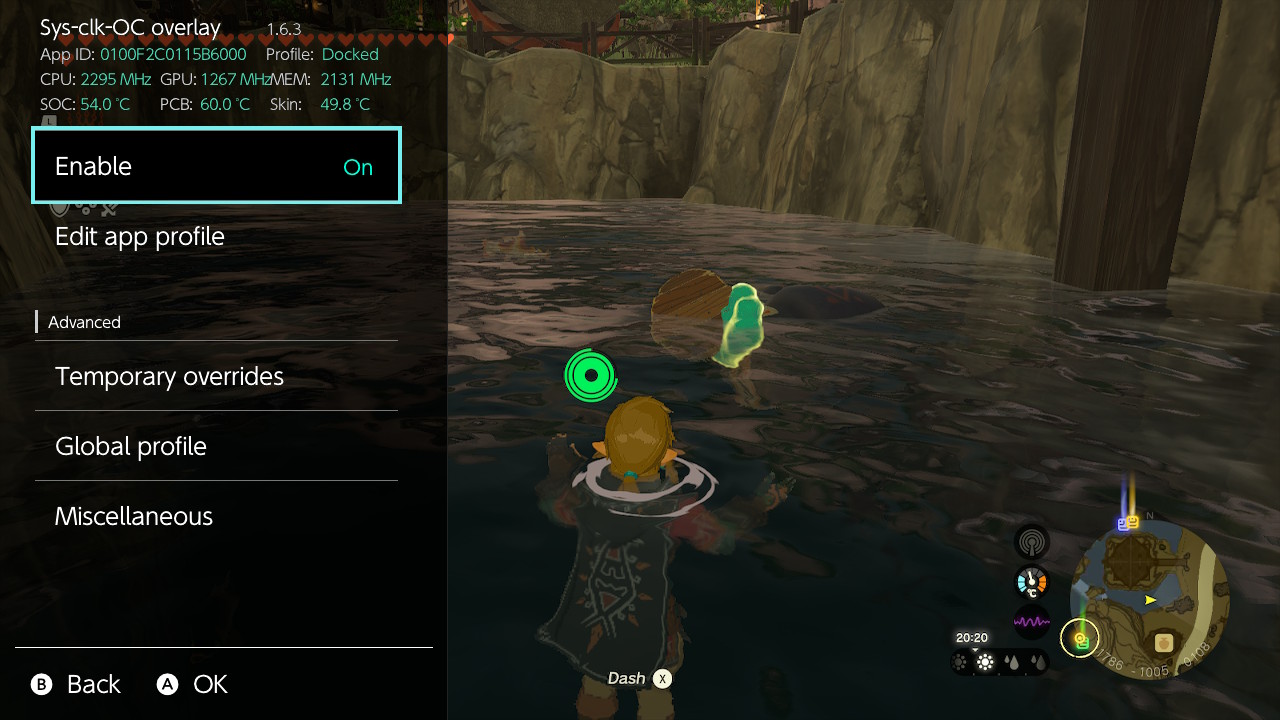 Sys-clk-OC overlay 1.6.3
App ID: 0100F2C0115B6000 Profile: Docked
CPU: 2295 MHz GPU: 1267 MHz MEM: 2131 MHz
SOC: 54.0 °C PCB: 60.0 °C Skin: 49.8 °C
L
Enable On
Edit app profile
Advanced
Temporary overrides
Global profile
Miscellaneous
B Back A OK
Dash X
N
°C
20:20
1786 -1005 0108